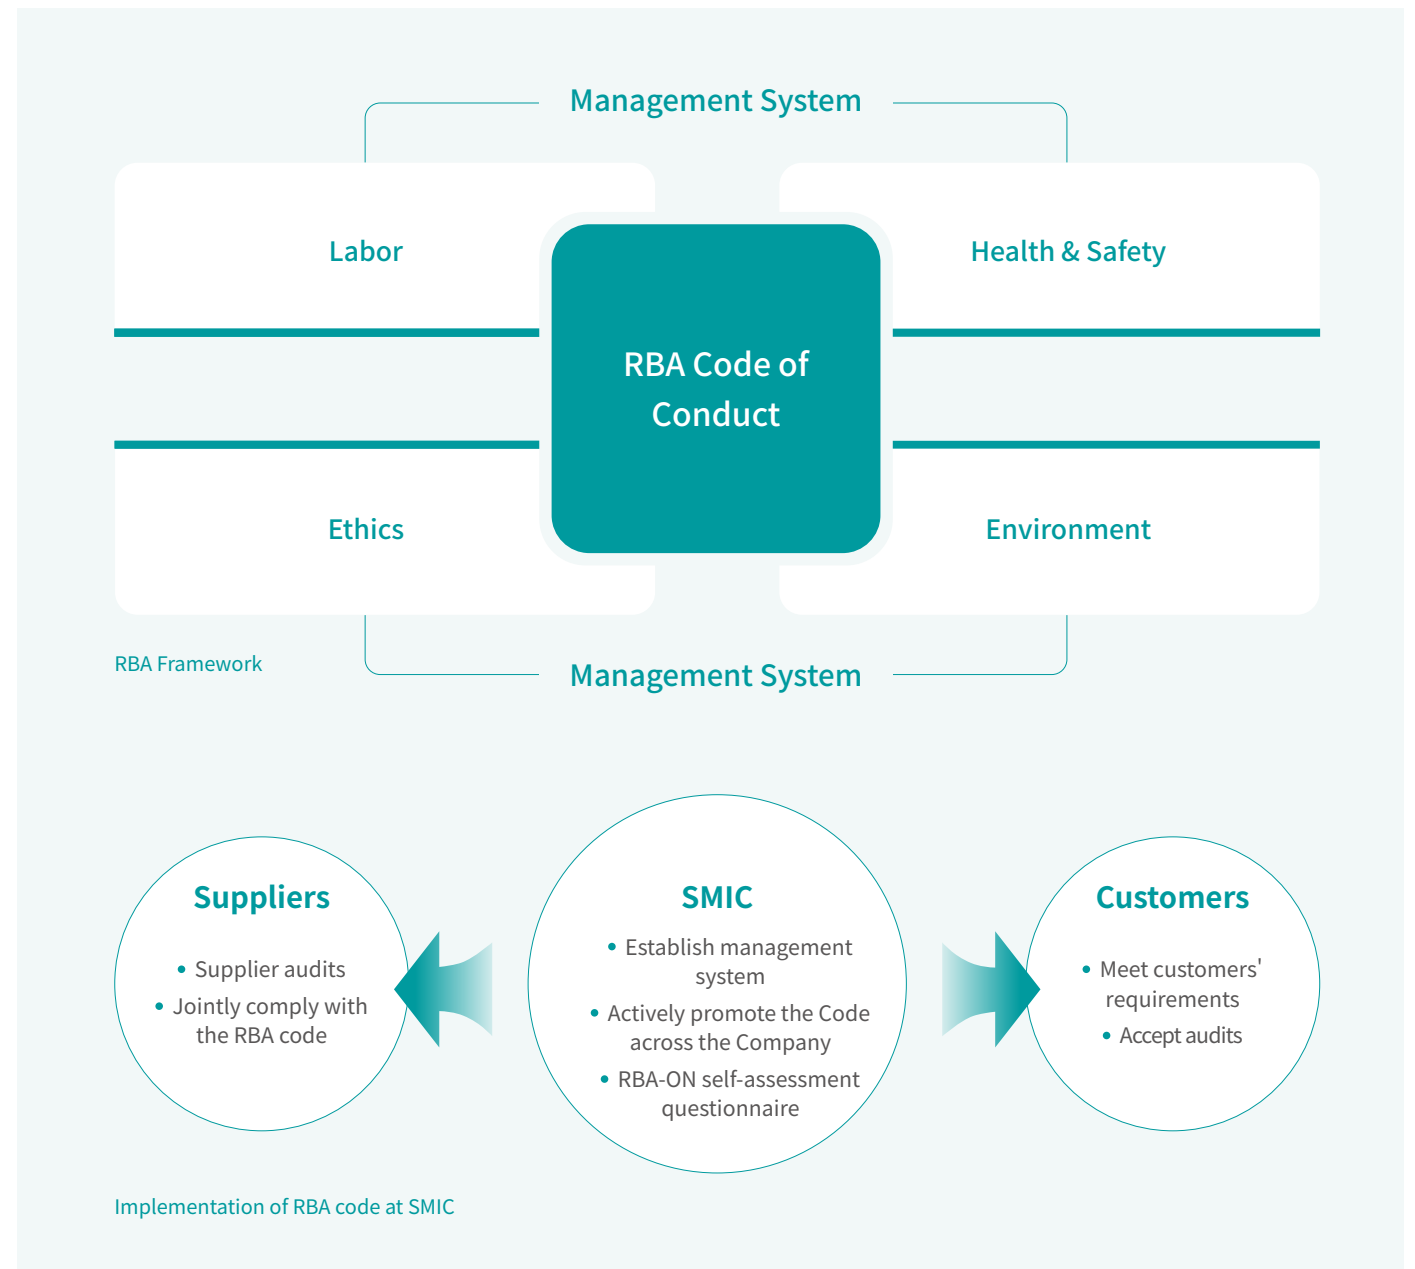 Management System
Labor
Health & Safety
RBA Code of
Conduct
Ethics
Environment
RBA Framework
Management System
Suppliers
• Supplier audits
• Jointly comply with
the RBA code
SMIC
• Establish management
system
• Actively promote the Code
across the Company
• RBA-ON self-assessment
questionnaire
Customers
• Meet customers'
requirements
• Accept audits
Implementation of RBA code at SMIC